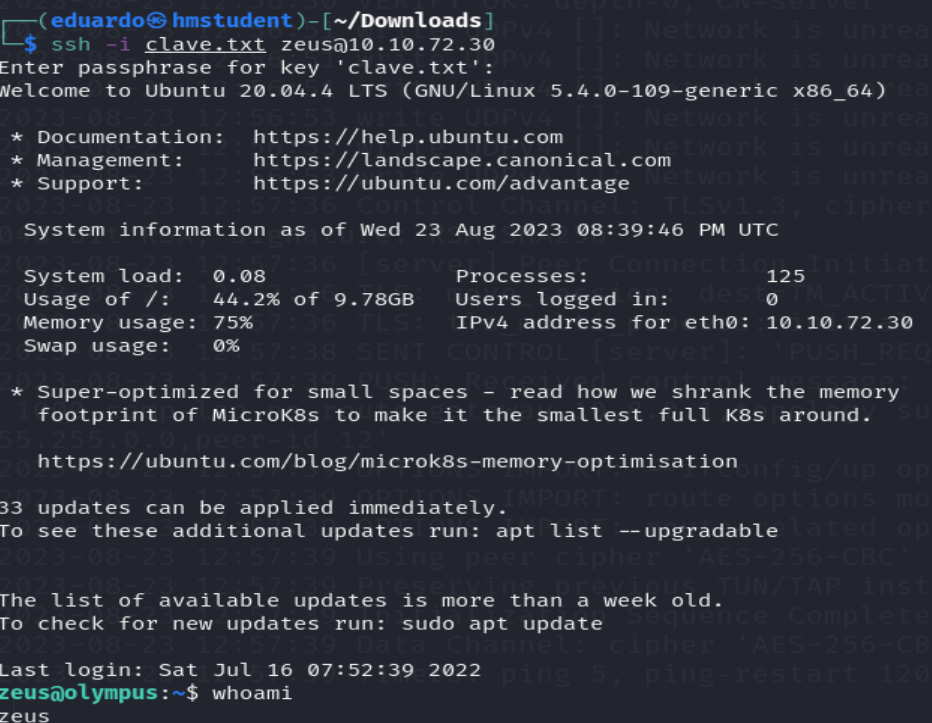 (eduardo㉿hmstudent)-[~/Downloads]
$ ssh -i clave.txt zeus@10.10.72.30
Enter passphrase for key 'clave.txt':
Welcome to Ubuntu 20.04.4 LTS (GNU/Linux 5.4.0-109-generic x86_64)
* Documentation: https://help.ubuntu.com
* Management: https://landscape.canonical.com
* Support: https://ubuntu.com/advantage
System information as of Wed 23 Aug 2023 08:39:46 PM UTC
System load: 0.08 Processes: 125
Usage of /: 44.2% of 9.78GB Users logged in: 0
Memory usage: 75% IPv4 address for eth0: 10.10.72.30
Swap usage: 0%
* Super-optimized for small spaces - read how we shrank the memory
footprint of MicroK8s to make it the smallest full K8s around.
https://ubuntu.com/blog/microk8s-memory-optimisation
33 updates can be applied immediately.
To see these additional updates run: apt list --upgradable
The list of available updates is more than a week old.
To check for new updates run: sudo apt update
Last login: Sat Jul 16 07:52:39 2022
zeus@olympus:~$ whoami
zeus